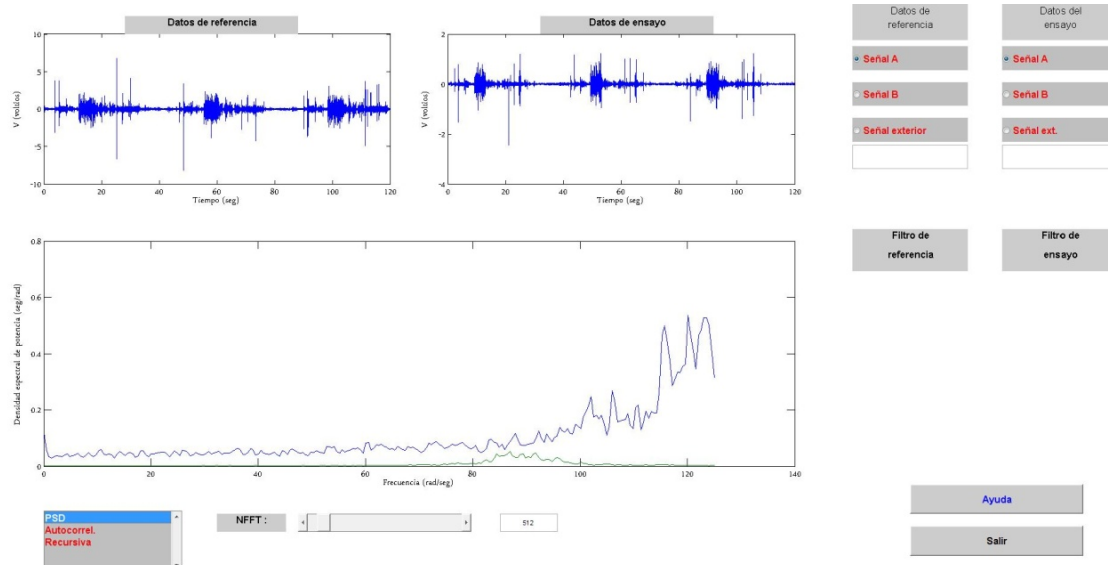 Datos de referencia
10
5
0
-5
-10
V (voltios)
0
20
40
60
80
100
120
Tiempo (seg)
Datos de ensayo
2
0
-2
-4
V (voltios)
0
20
40
60
80
100
120
Tiempo (seg)
Datos de
referencia
Señal A
Señal B
Señal exterior
Datos del
ensayo
Señal A
Señal B
Señal ext.
Filtro de
referencia
Filtro de
ensayo
0.8
0.6
0.4
0.2
0
Densidad espectral de potencia (seg/rad)
0
20
40
60
80
100
120
140
Frecuencia (rad/seg)
PSD
Autocorrel.
Recursiva
NFFT :
512
Ayuda
Salir